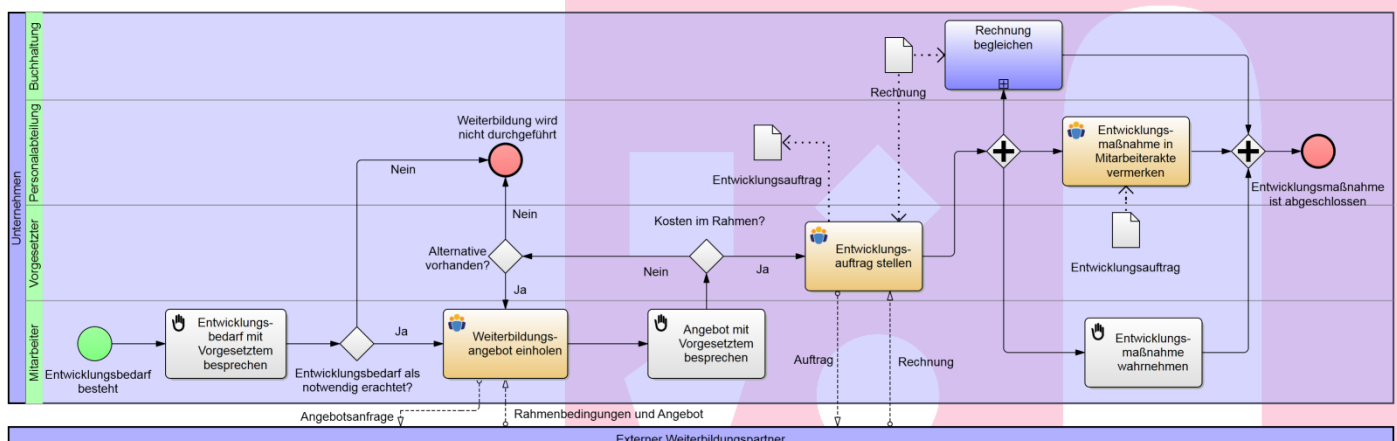 Unternehmen
Buchhaltung
Personalabteilung
Vorgesetzter
Mitarbeiter
Rechnung
begleichen
Rechnung
Weiterbildung wird
nicht durchgeführt
Nein
Entwicklungsauftrag
Entwicklungs-
maßnahme in
Mitarbeiterakte
vermerken
Entwicklungsmaßnahme
ist abgeschlossen
Nein
Kosten im Rahmen?
Alternative
vorhanden?
Nein
Ja
Entwicklungs-
auftrag stellen
Entwicklungsauftrag
Ja
Entwicklungsbedarf
besteht
Entwicklungs-
bedarf mit
Vorgesetztem
besprechen
Ja
Entwicklungsbedarf als
notwendig erachtet?
Weiterbildungs-
angebot einholen
Angebot mit
Vorgesetztem
besprechen
Auftrag
Rechnung
Entwicklungs-
maßnahme
wahrnehmen
Angebotsanfrage
Rahmenbedingungen und Angebot
Externer Weiterbildungspartner